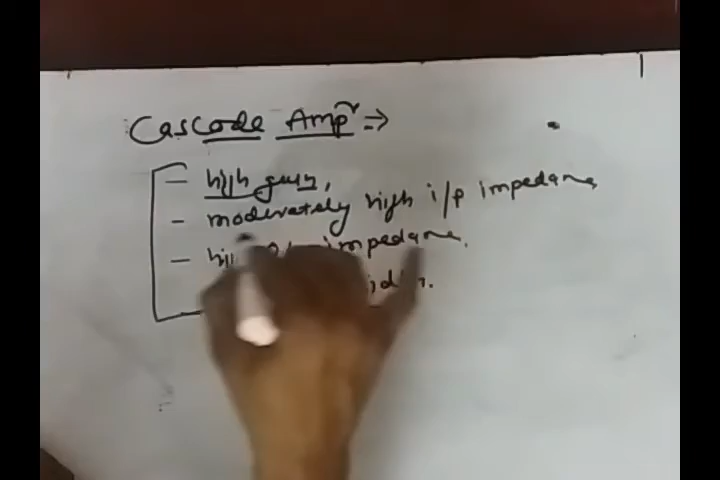 Cascode Ampr ⇒
- high gain,
- moderately high i/p impedance
- impedance.